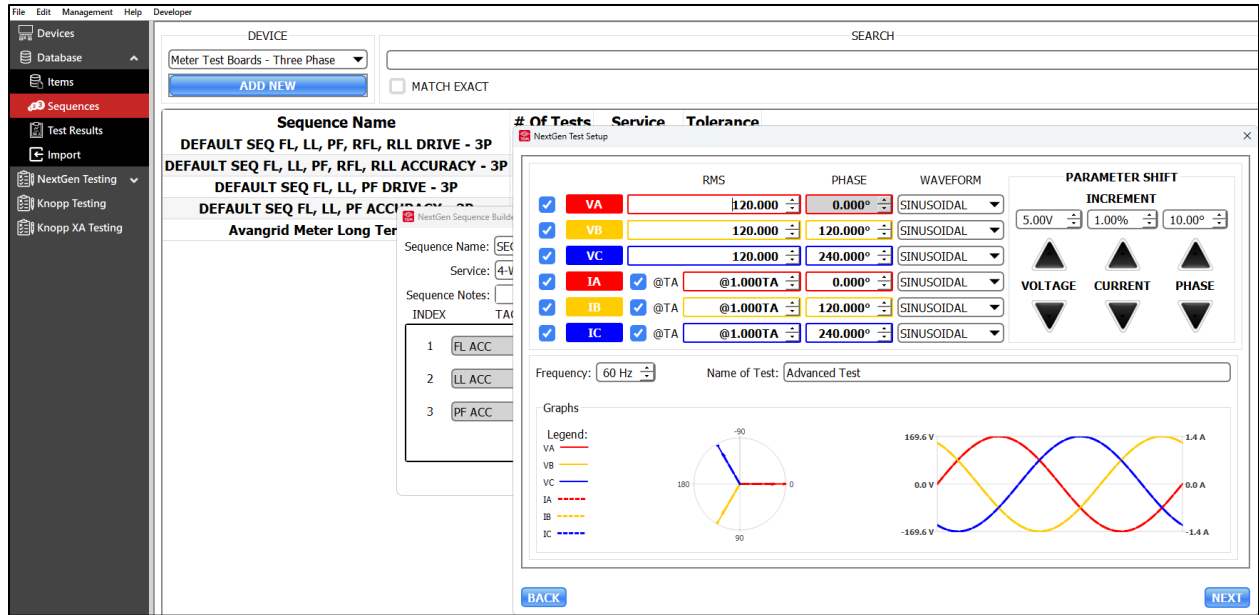 File Edit Management Help Developer
Devices
Database
Items
Sequences
Test Results
Import
NextGen Testing
Knopp Testing
Knopp XA Testing
DEVICE
Meter Test Boards - Three Phase
ADD NEW
SEARCH
MATCH EXACT
Sequence Name # Of Tests Service Tolerance
DEFAULT SEQ FL, LL, PF, RFL, RLL DRIVE - 3P
DEFAULT SEQ FL, LL, PF, RFL, RLL ACCURACY - 3P
DEFAULT SEQ FL, LL, PF DRIVE - 3P
DEFAULT SEQ FL, LL, PF ACC
Avangrid Meter Long Ter
NextGen Sequence Builde
Sequence Name: SEQ
Service: 4-W
Sequence Notes:
INDEX TAG
1 FL ACC
2 LL ACC
3 PF ACC
NextGen Test Setup
RMS PHASE WAVEFORM
VA 120.000 0.000° SINUSOIDAL
VB 120.000 120.000° SINUSOIDAL
VC 120.000 240.000° SINUSOIDAL
IA @TA @1.000TA 0.000° SINUSOIDAL
IB @TA @1.000TA 120.000° SINUSOIDAL
IC @TA @1.000TA 240.000° SINUSOIDAL
PARAMETER SHIFT
INCREMENT
5.00V 1.00% 10.00°
VOLTAGE CURRENT PHASE
Frequency: 60 Hz Name of Test: Advanced Test
Graphs
Legend:
VA
VB
VC
IA
IB
IC
-90
180 0
90
169.6 V 1.4 A
0.0 V 0.0 A
-169.6 V -1.4 A
BACK NEXT